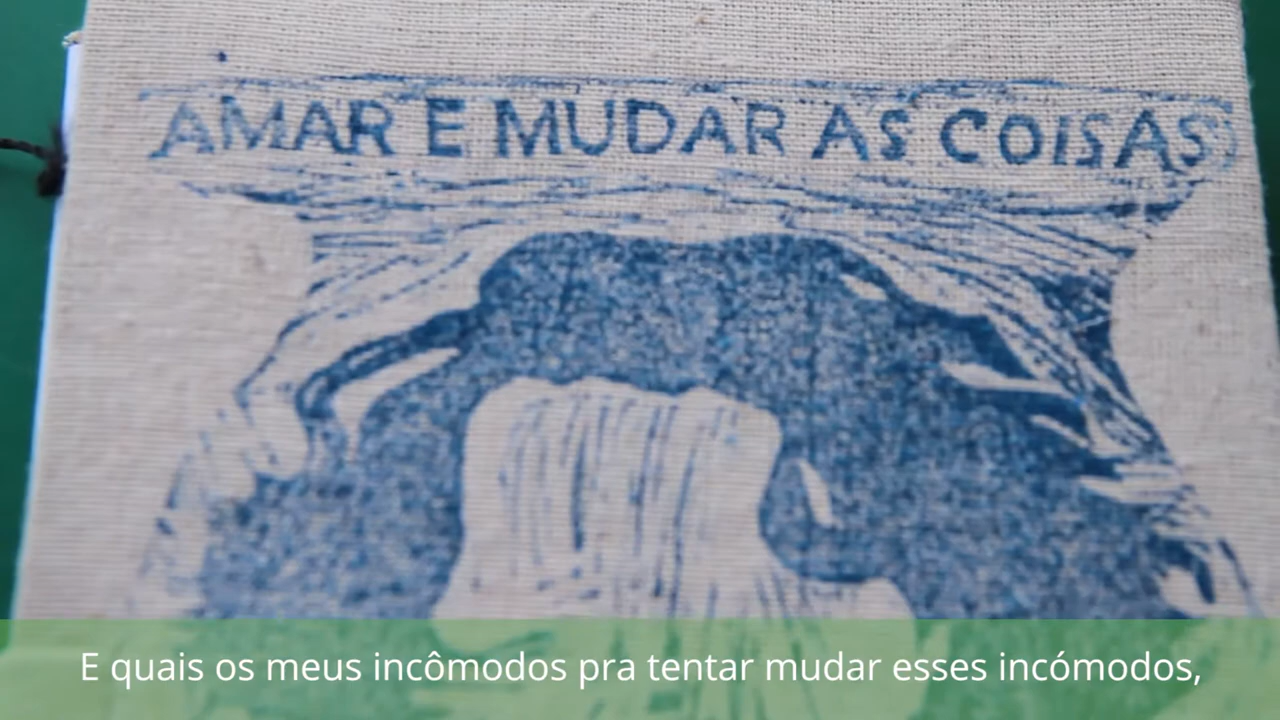 AMAR E MUDAR AS COISAS
E quais os meus incômodos pra tentar mudar esses incómodos,